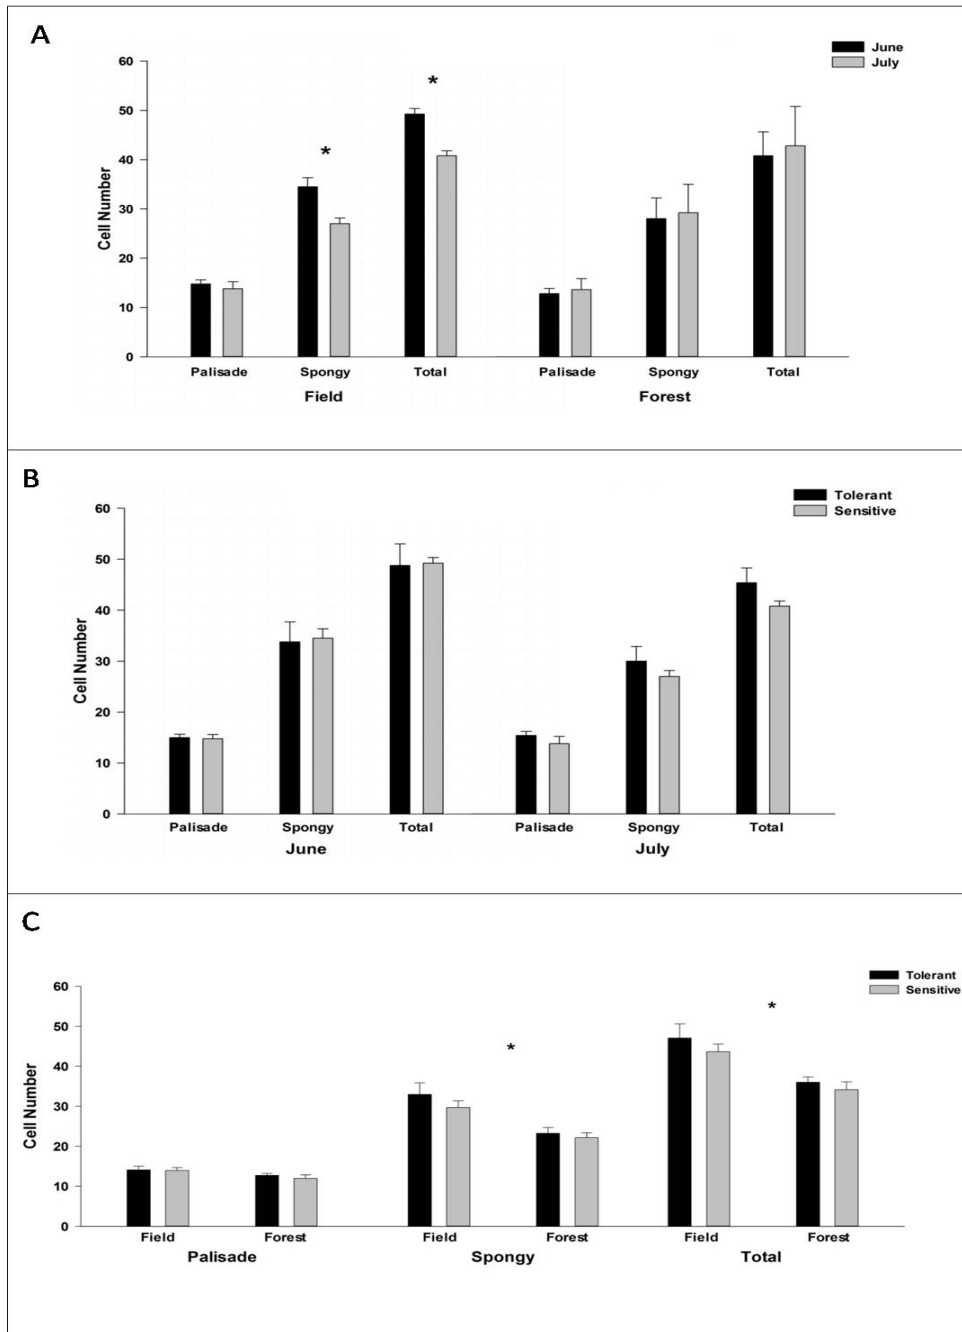 A
June
July
60
50
40
30
20
10
0
Cell Number
*
*
Palisade Spongy Total Palisade Spongy Total
Field Forest
B
Tolerant
Sensitive
60
50
40
30
20
10
0
Cell Number
Palisade Spongy Total Palisade Spongy Total
June July
C
Tolerant
Sensitive
60
50
40
30
20
10
0
Cell Number
*
*
Field Forest Field Forest Field Forest
Palisade Spongy Total